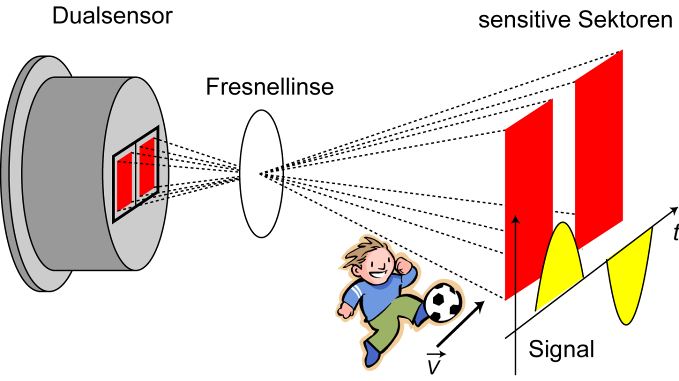 Dualsensor
sensitive Sektoren
Fresnellinse
t
Signal
V